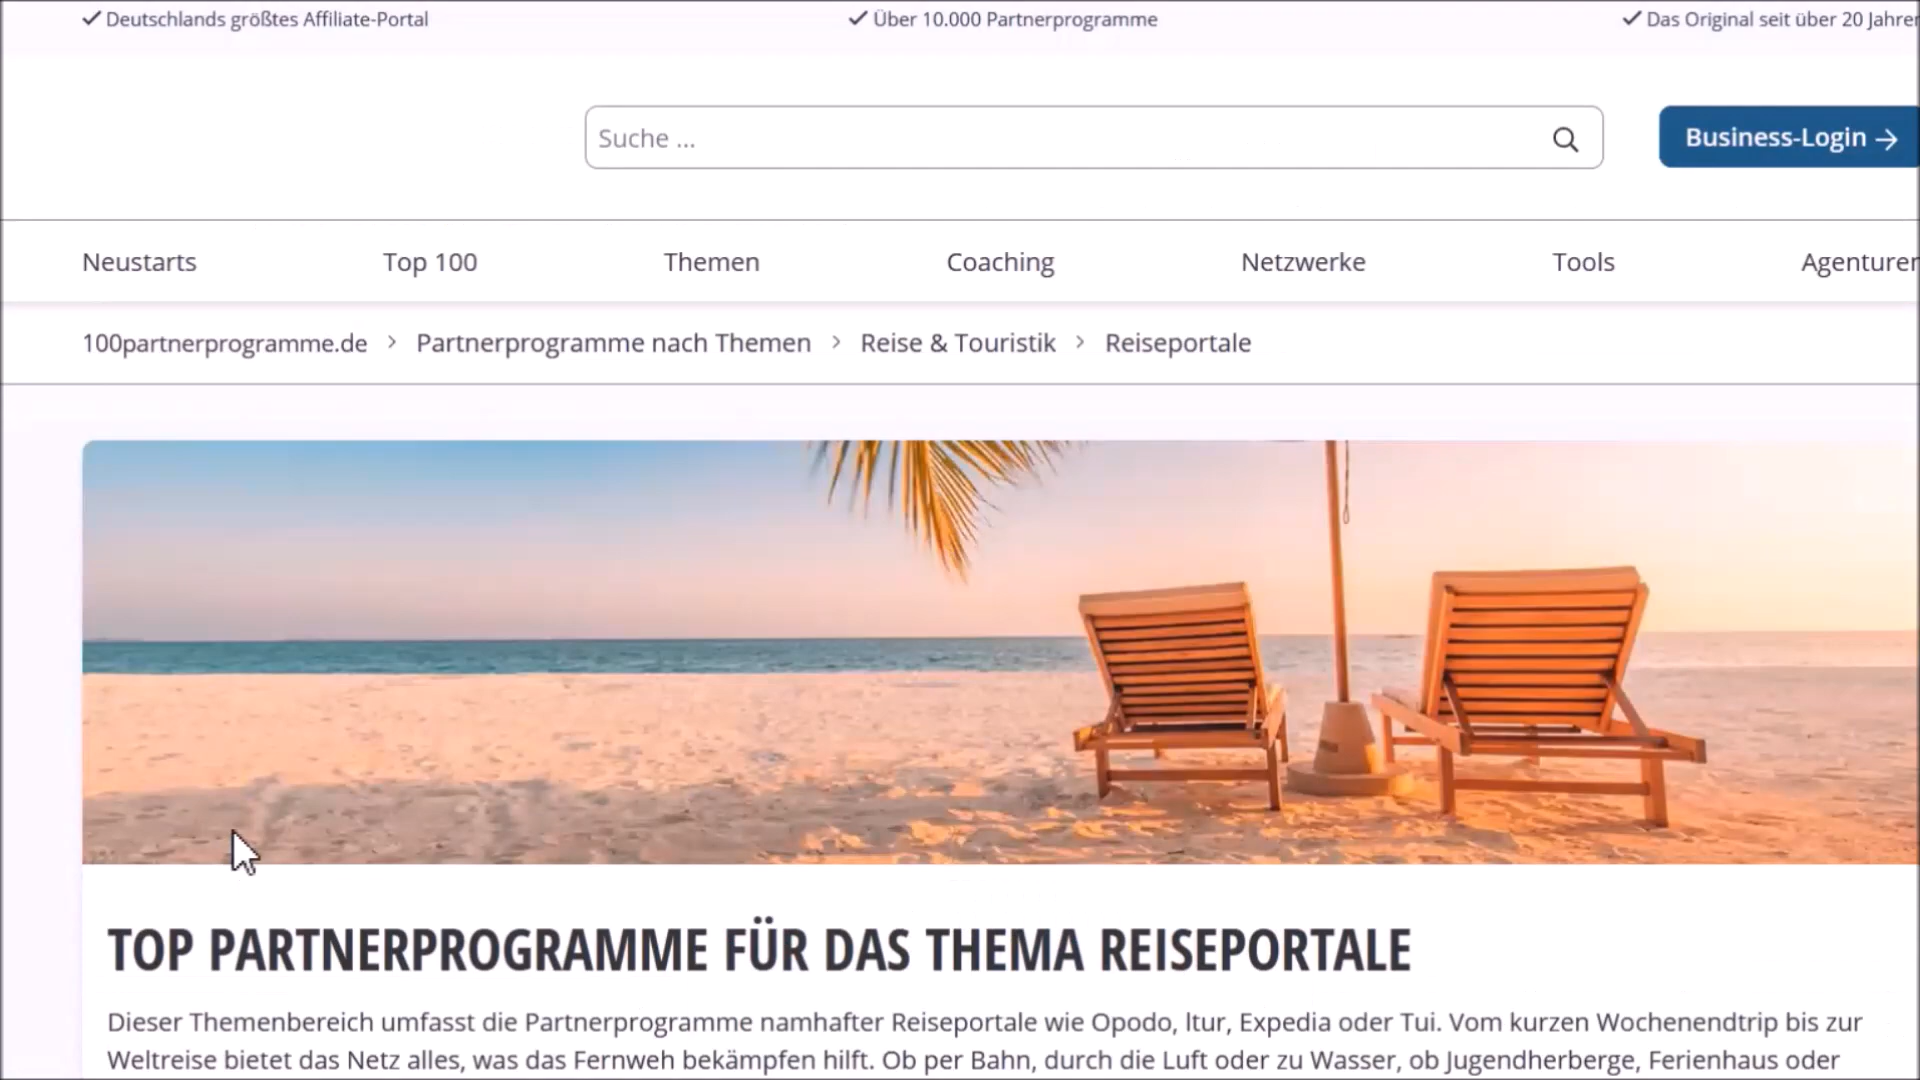 Deutschlands größtes Affiliate-Portal
Über 10.000 Partnerprogramme
Das Original seit über 20 Jahren
Suche ...
Business-Login
Neustarts
Top 100
Themen
Coaching
Netzwerke
Tools
Agenturen
100partnerprogramme.de > Partnerprogramme nach Themen > Reise & Touristik > Reiseportale
TOP PARTNERPROGRAMME FÜR DAS THEMA REISEPORTALE
Dieser Themenbereich umfasst die Partnerprogramme namhafter Reiseportale wie Opodo, ltur, Expedia oder Tui. Vom kurzen Wochenendtrip bis zur
Weltreise bietet das Netz alles, was das Fernweh bekämpfen hilft. Ob per Bahn, durch die Luft oder zu Wasser, ob Jugendherberge, Ferienhaus oder